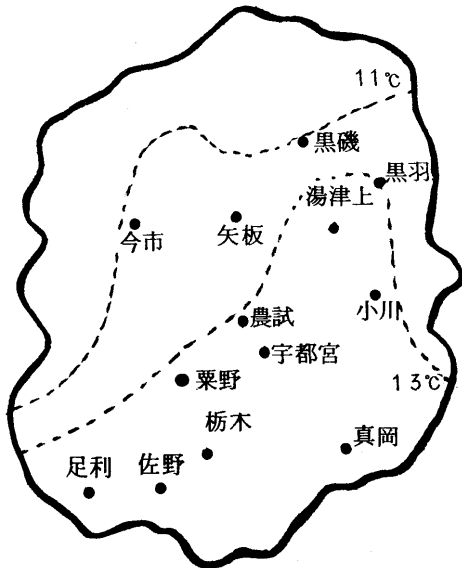 11℃
黒磯
黒羽
湯津上
今市
矢板
小川
農試
宇都宮
粟野
13℃
栃木
真岡
足利
佐野